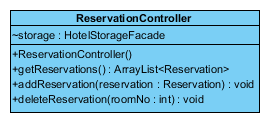 ReservationController
~storage : HotelStorageFacade
+ReservationController()
+getReservations() : ArrayList<Reservation>
+addReservation(reservation : Reservation) : void
+deleteReservation(roomNo : int) : void